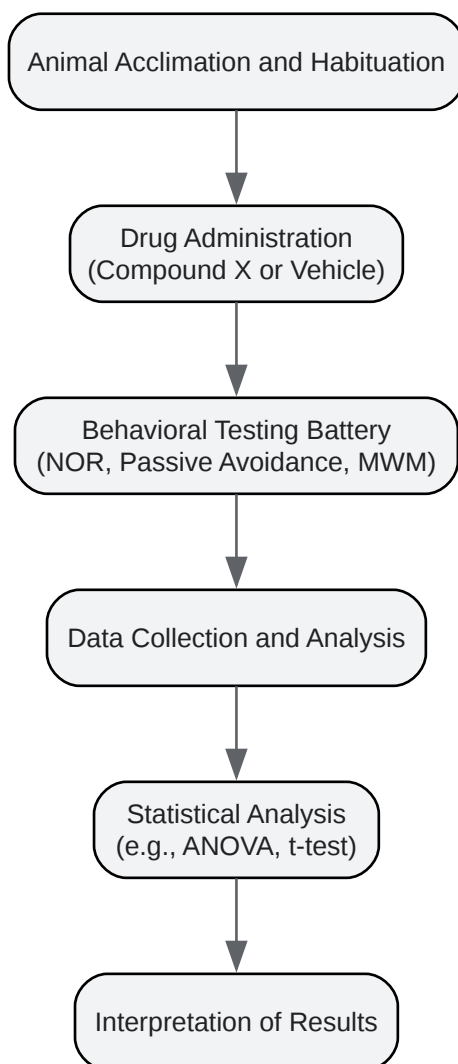 Animal Acclimation and Habituation
Drug Administration
(Compound X or Vehicle)
Behavioral Testing Battery
(NOR, Passive Avoidance, MWM)
Data Collection and Analysis
Statistical Analysis
(e.g., ANOVA, t-test)
Interpretation of Results